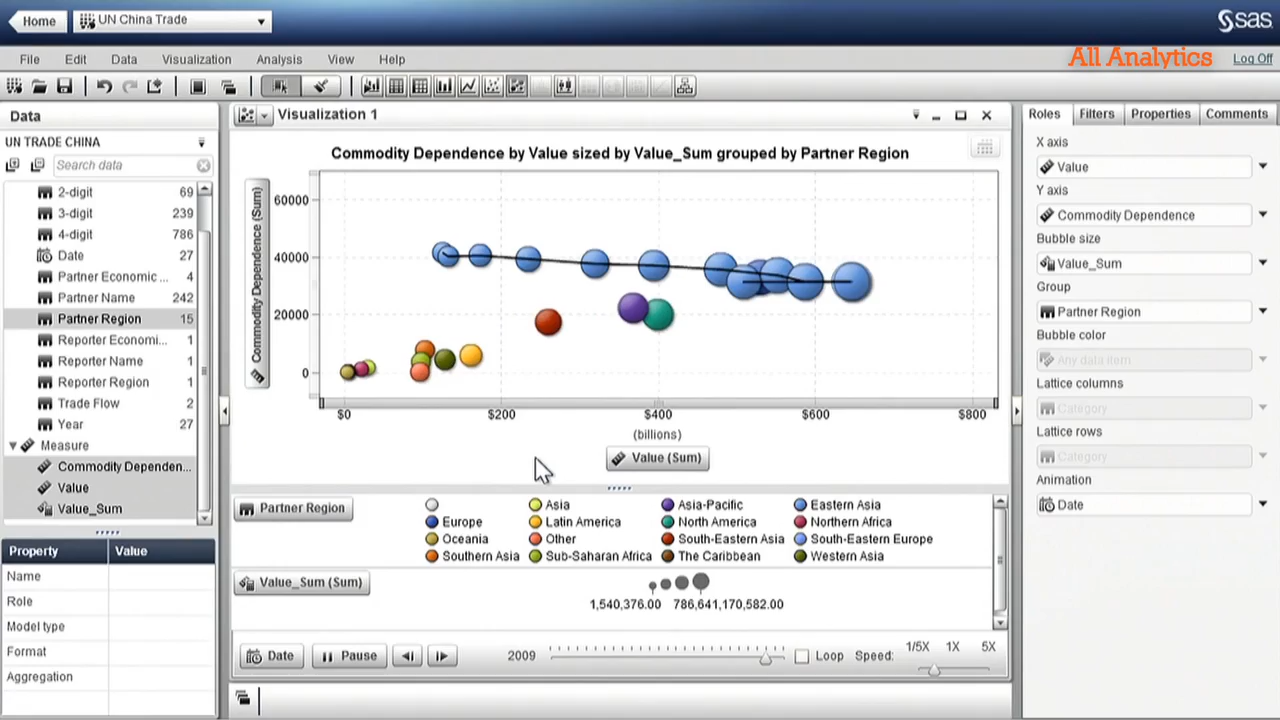 Home
UN China Trade
sas
All Analytics
Log Off
File Edit Data Visualization Analysis View Help
Data
UN TRADE CHINA
Search data
2-digit 69
3-digit 239
4-digit 786
Date 27
Partner Economic ... 4
Partner Name 242
Partner Region 15
Reporter Economi... 1
Reporter Name 1
Reporter Region 1
Trade Flow 2
Year 27
Measure
Commodity Dependen...
Value
Value_Sum
Property Value
Name
Role
Model type
Format
Aggregation
Visualization 1
Commodity Dependence by Value sized by Value_Sum grouped by Partner Region
Commodity Dependence (Sum)
60000
40000
20000
0
$0 $200 $400 $600 $800
(billions)
Value (Sum)
Partner Region
Asia Asia-Pacific Eastern Asia
Europe Latin America North America Northern Africa
Oceania Other South-Eastern Asia South-Eastern Europe
Southern Asia Sub-Saharan Africa The Caribbean Western Asia
Value_Sum (Sum)
1,540,376.00 786,641,170,582.00
Date Pause 2009 Loop Speed: 1/5X 1X 5X
Roles Filters Properties Comments
X axis
Value
Y axis
Commodity Dependence
Bubble size
Value_Sum
Group
Partner Region
Bubble color
Any data item
Lattice columns
Category
Lattice rows
Category
Animation
Date